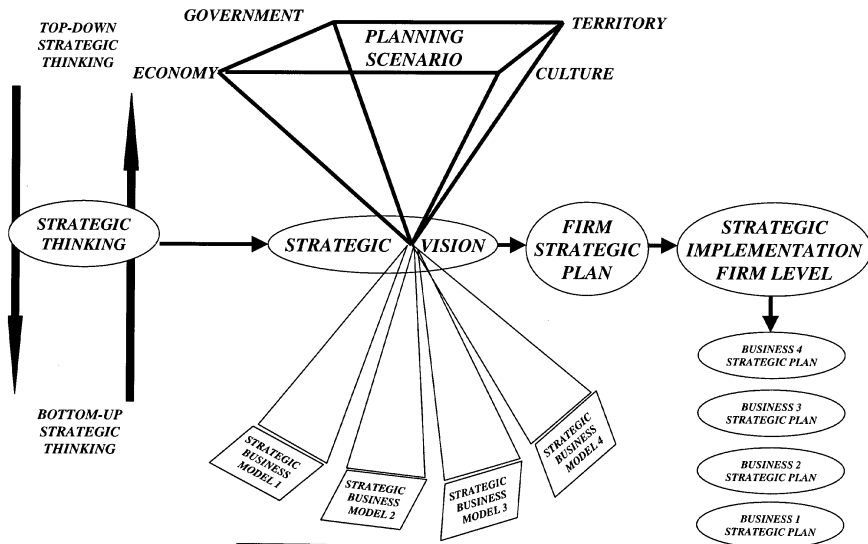 GOVERNMENT
TOP-DOWN
STRATEGIC
THINKING
PLANNING
SCENARIO
TERRITORY
ECONOMY
CULTURE
STRATEGIC
THINKING
STRATEGIC VISION
FIRM
STRATEGIC
PLAN
STRATEGIC
IMPLEMENTATION
FIRM LEVEL
BUSINESS 4
STRATEGIC PLAN
BUSINESS 3
STRATEGIC PLAN
BUSINESS 2
STRATEGIC PLAN
BUSINESS 1
STRATEGIC PLAN
BOTTOM-UP
STRATEGIC
THINKING
STRATEGIC
BUSINESS
MODEL 1
STRATEGIC
BUSINESS
MODEL 2
STRATEGIC
BUSINESS
MODEL 3
STRATEGIC
BUSINESS
MODEL 4